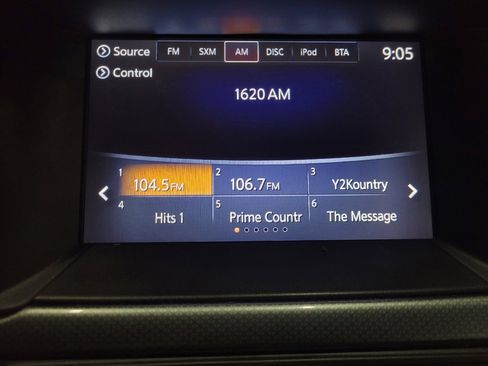 Source FM SXM AM DISC iPod BTA 9:05
Control
1620 AM
1 104.5FM 2 106.7FM 3 Y2Kountry
4 Hits 1 5 Prime Countr 6 The Message